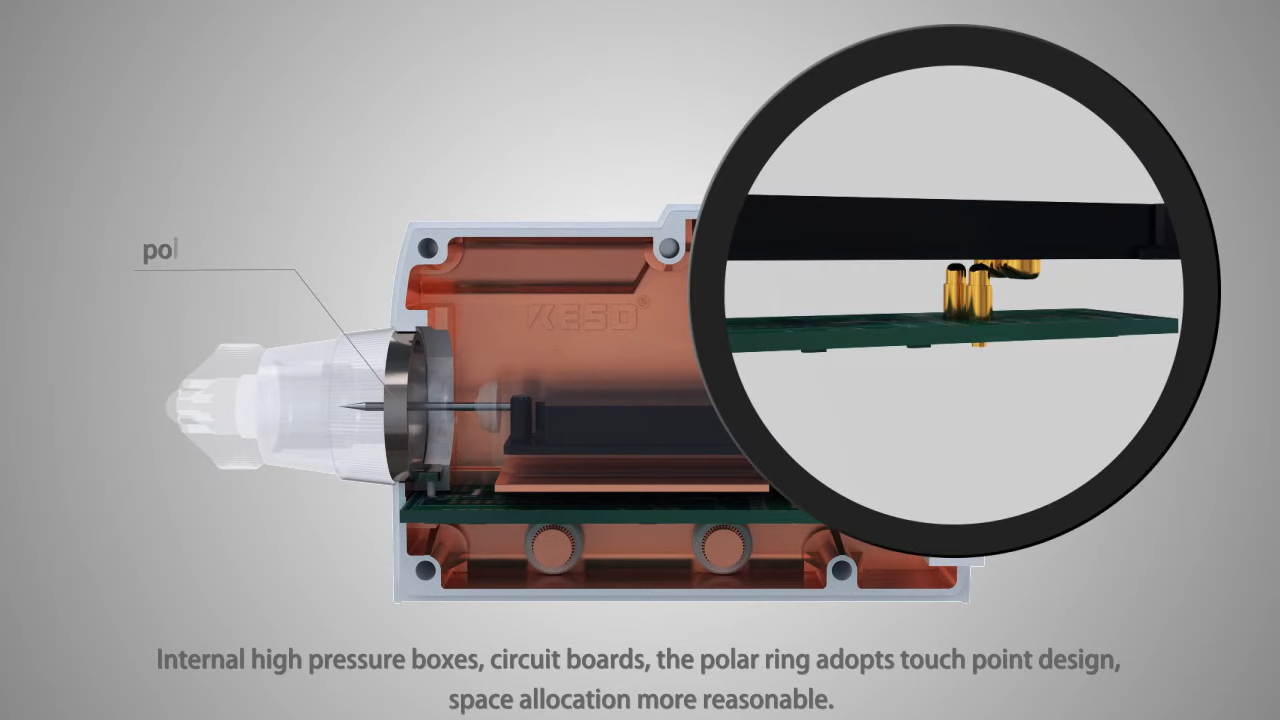 pol
KESD®
Internal high pressure boxes, circuit boards, the polar ring adopts touch point design,
space allocation more reasonable.